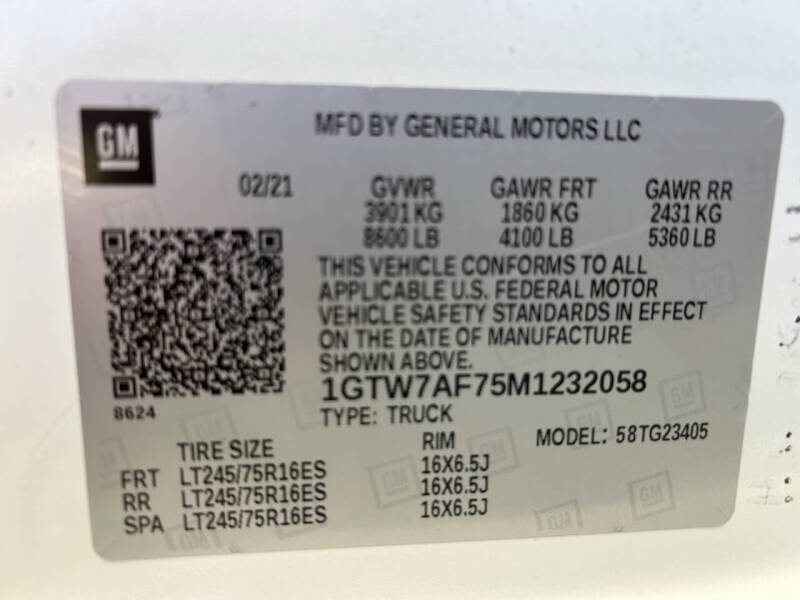 GM
MFD BY GENERAL MOTORS LLC
02/21 GVWR GAWR FRT GAWR RR
3901 KG 1860 KG 2431 KG
8600 LB 4100 LB 5360 LB
THIS VEHICLE CONFORMS TO ALL
APPLICABLE U.S. FEDERAL MOTOR
VEHICLE SAFETY STANDARDS IN EFFECT
ON THE DATE OF MANUFACTURE
SHOWN ABOVE.
1GTW7AF75M1232058
8624
TYPE: TRUCK
MODEL: 58TG23405
TIRE SIZE RIM
FRT LT245/75R16ES 16X6.5J
RR LT245/75R16ES 16X6.5J
SPA LT245/75R16ES 16X6.5J